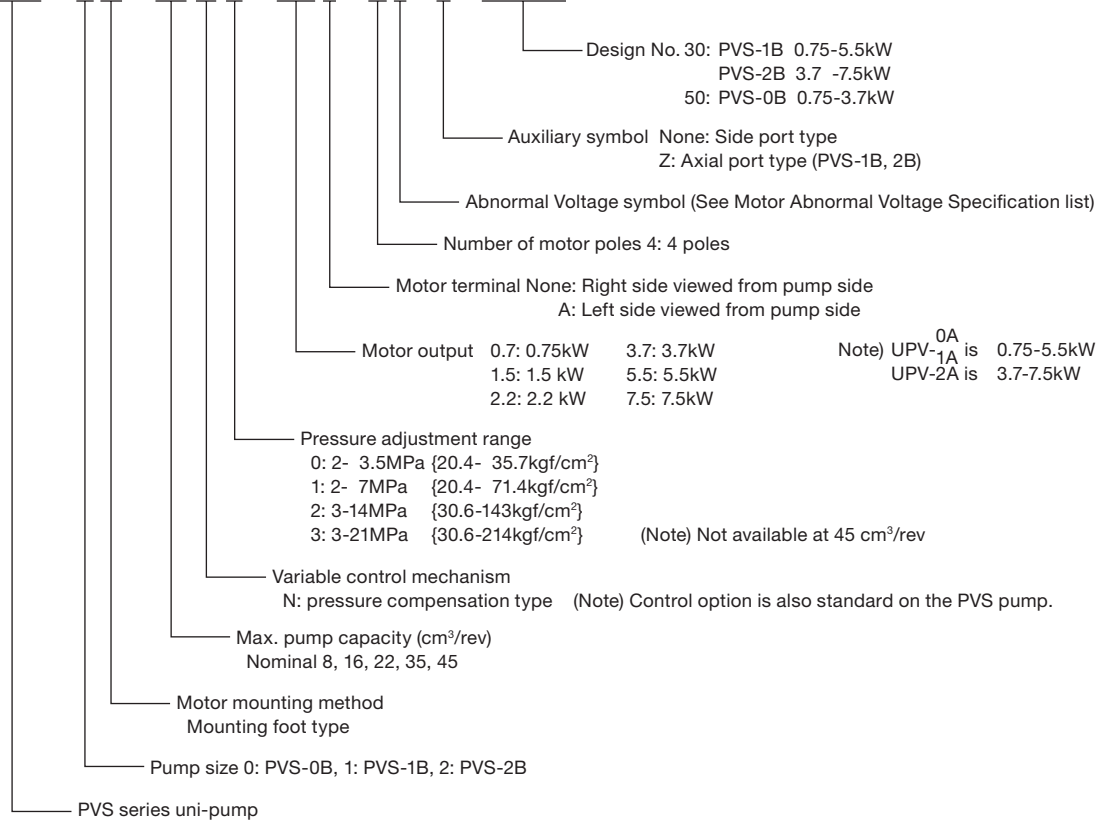 Design No. 30: PVS-1B 0.75-5.5kW
PVS-2B 3.7 -7.5kW
50: PVS-0B 0.75-3.7kW
Auxiliary symbol None: Side port type
Z: Axial port type (PVS-1B, 2B)
Abnormal Voltage symbol (See Motor Abnormal Voltage Specification list)
Number of motor poles 4: 4 poles
Motor terminal None: Right side viewed from pump side
A: Left side viewed from pump side
Motor output 0.7: 0.75kW 3.7: 3.7kW Note) UPV-0A/1A is 0.75-5.5kW
1.5: 1.5 kW 5.5: 5.5kW UPV-2A is 3.7-7.5kW
2.2: 2.2 kW 7.5: 7.5kW
Pressure adjustment range
0: 2- 3.5MPa {20.4- 35.7kgf/cm²}
1: 2- 7MPa {20.4- 71.4kgf/cm²}
2: 3-14MPa {30.6-143kgf/cm²}
3: 3-21MPa {30.6-214kgf/cm²} (Note) Not available at 45 cm³/rev
Variable control mechanism
N: pressure compensation type (Note) Control option is also standard on the PVS pump.
Max. pump capacity (cm³/rev)
Nominal 8, 16, 22, 35, 45
Motor mounting method
Mounting foot type
Pump size 0: PVS-0B, 1: PVS-1B, 2: PVS-2B
PVS series uni-pump